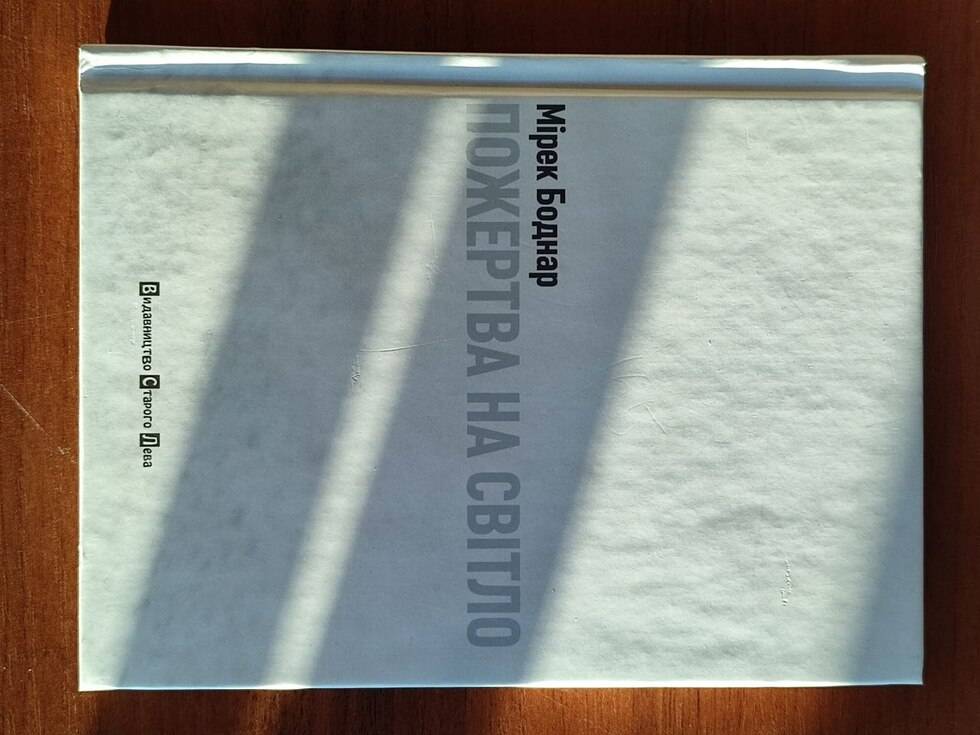 Мірек Боднар
ПОЖЕРТВА НА СВІТЛО
Видавництво Старого Лева